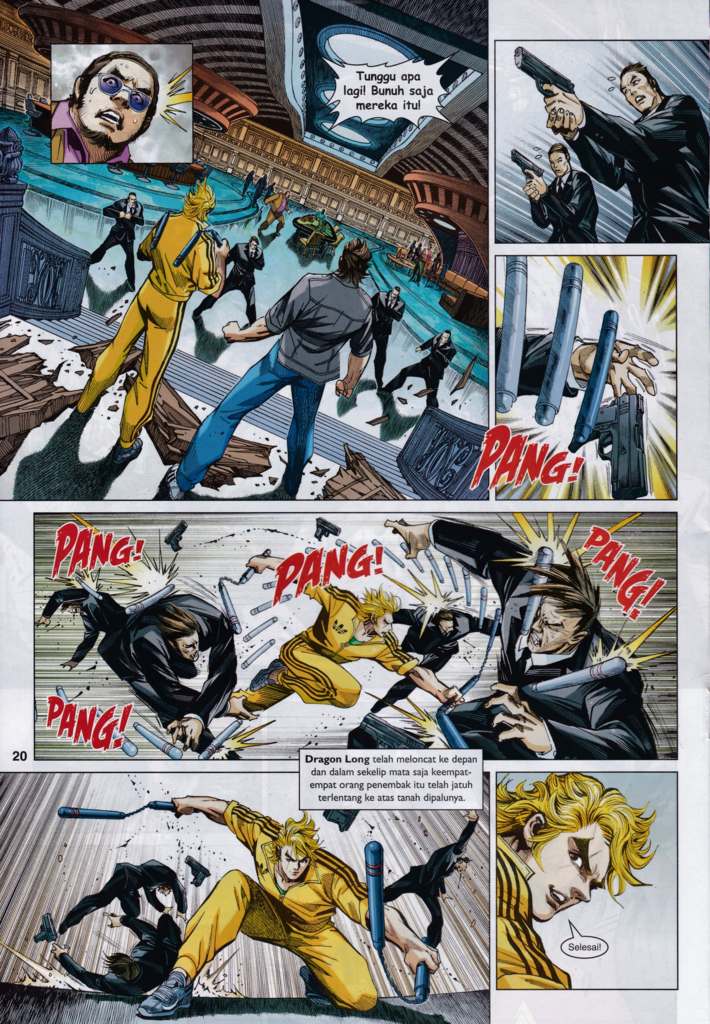 Tunggu apa
lagi! Bunuh saja
mereka itu!
PANG!
PANG!
PANG!
PANG!
PANG!
20
Dragon Long telah meloncat ke depan
dan dalam sekelip mata saja keempat-
empat orang penembak itu telah jatuh
terlentang ke atas tanah dipalunya.
Selesai!